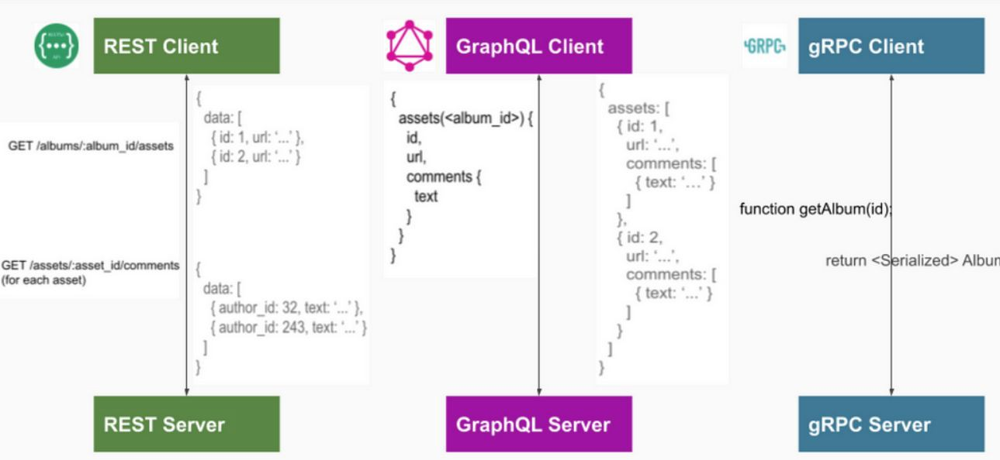 {•••}
REST Client
GET /albums/:album_id/assets
{
data: [
{ id: 1, url: ‘...’ },
{ id: 2, url: ‘...’ }
]
}
GET /assets/:asset_id/comments
(for each asset)
{
data: [
{ author_id: 32, text: ‘...’ },
{ author_id: 243, text: ‘...’ }
]
}
REST Server
GraphQL Client
{
assets(<album_id>) {
id,
url,
comments {
text
}
}
}
{
assets: [
{ id: 1,
url: ‘...’,
comments: [
{ text: ‘...’ }
]
},
{ id: 2,
url: ‘...’,
comments: [
{ text: ‘...’ }
]
}
]
}
GraphQL Server
GRPC
gRPC Client
function getAlbum(id);
return <Serialized> Album
gRPC Server